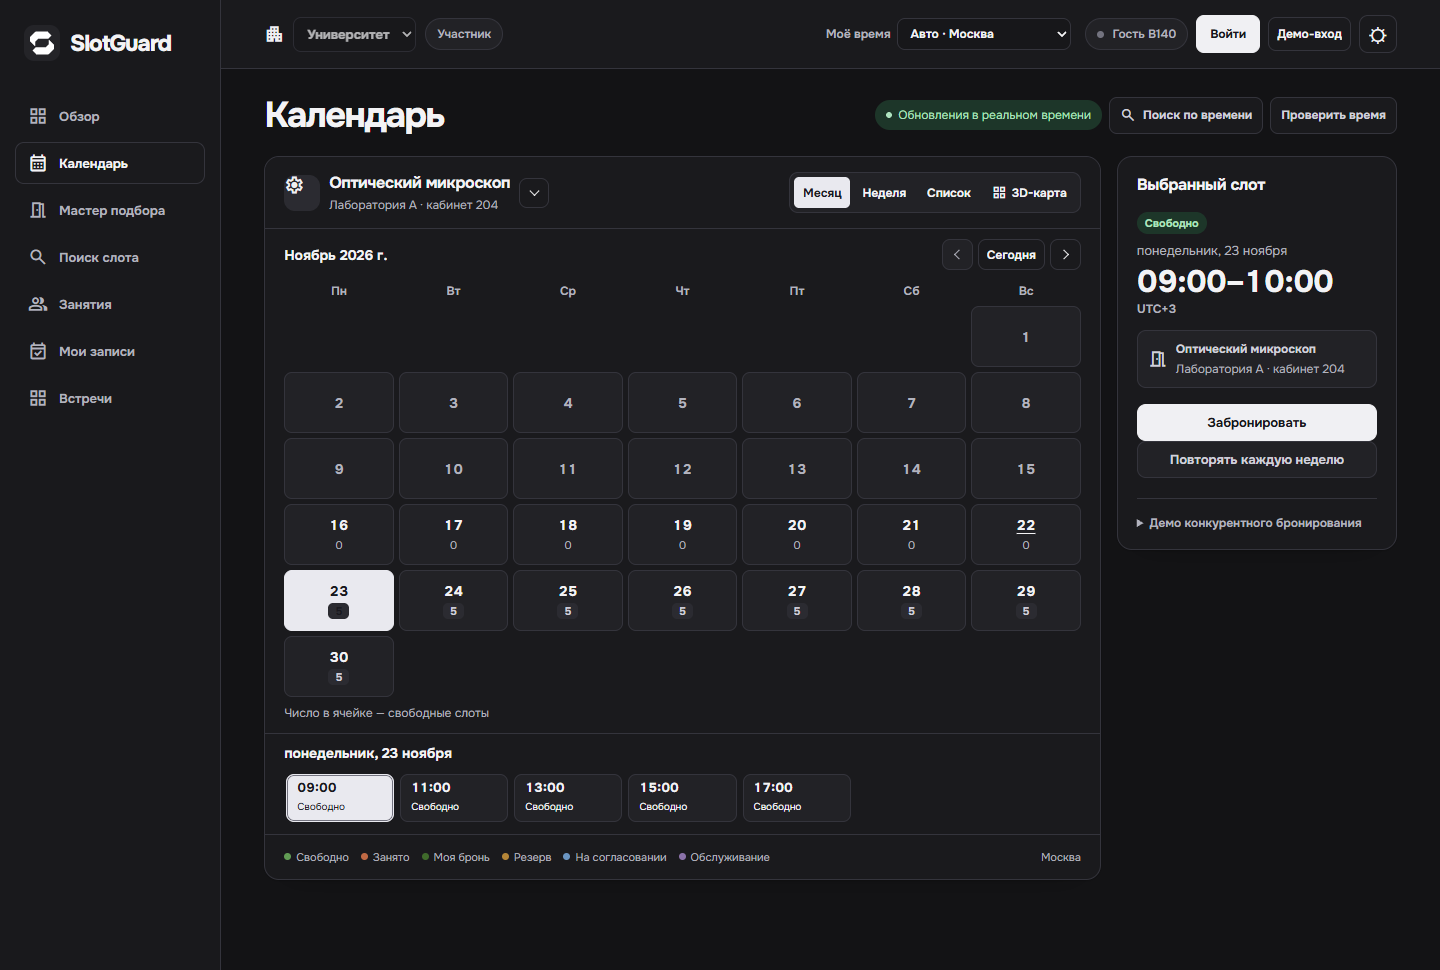 SlotGuard
Обзор
Календарь
Мастер подбора
Поиск слота
Занятия
Мои записи
Встречи
Университет
Участник
Моё время
Авто · Москва
Гость B140
Войти
Демо-вход
Календарь
Обновления в реальном времени
Поиск по времени
Проверить время
Оптический микроскоп
Лаборатория А · кабинет 204
Месяц
Неделя
Список
3D-карта
Ноябрь 2026 г.
Сегодня
Пн Вт Ср Чт Пт Сб Вс
1
2 3 4 5 6 7 8
9 10 11 12 13 14 15
16 17 18 19 20 21 22
0 0 0 0 0 0 0
23 24 25 26 27 28 29
5 5 5 5 5 5 5
30
5
Число в ячейке — свободные слоты
понедельник, 23 ноября
09:00 11:00 13:00 15:00 17:00
Свободно Свободно Свободно Свободно Свободно
Свободно Занято Моя бронь Резерв На согласовании Обслуживание
Москва
Выбранный слот
Свободно
понедельник, 23 ноября
09:00–10:00
UTC+3
Оптический микроскоп
Лаборатория А · кабинет 204
Забронировать
Повторять каждую неделю
Демо конкурентного бронирования